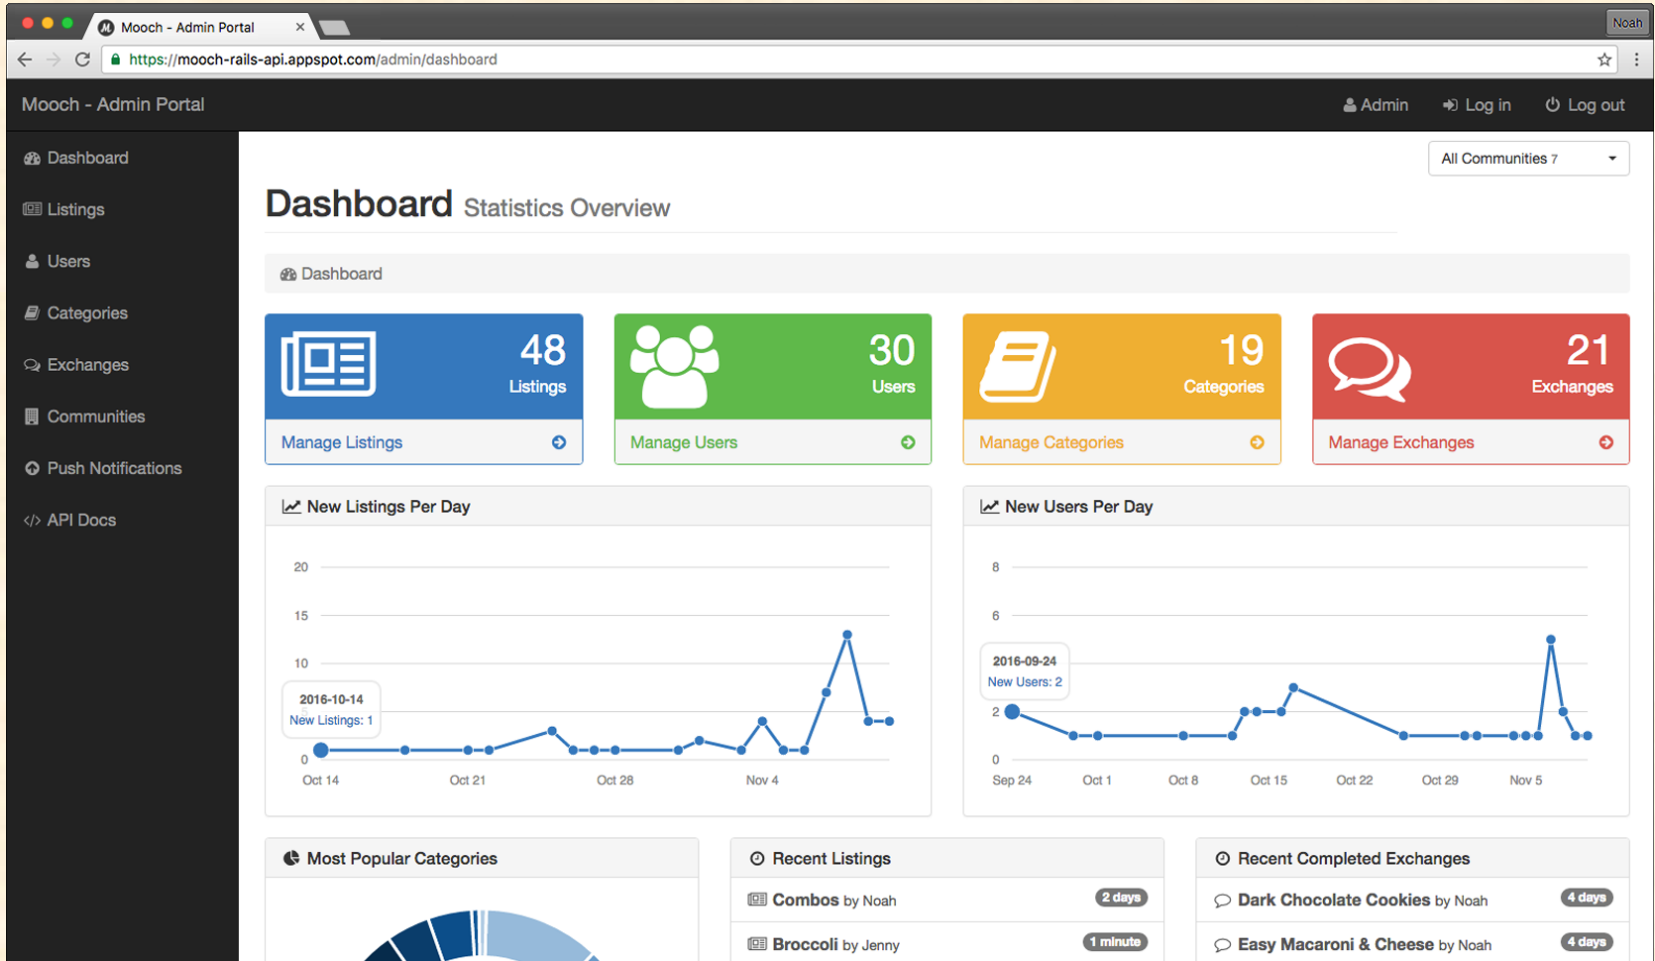 Mooch - Admin Portal
Noah
https://mooch-rails-api.appspot.com/admin/dashboard
Mooch - Admin Portal
Admin
Log in
Log out
Dashboard
Listings
Users
Categories
Exchanges
Communities
Push Notifications
API Docs
All Communities 7
Dashboard Statistics Overview
Dashboard
48
Listings
Manage Listings
30
Users
Manage Users
19
Categories
Manage Categories
21
Exchanges
Manage Exchanges
New Listings Per Day
20
15
10
5
0
2016-10-14
New Listings: 1
Oct 14
Oct 21
Oct 28
Nov 4
New Users Per Day
8
6
2
0
2016-09-24
New Users: 2
Sep 24
Oct 1
Oct 8
Oct 15
Oct 22
Oct 29
Nov 5
Most Popular Categories
Recent Listings
Combos by Noah
2 days
Broccoli by Jenny
1 minute
Recent Completed Exchanges
Dark Chocolate Cookies by Noah
4 days
Easy Macaroni & Cheese by Noah
4 days